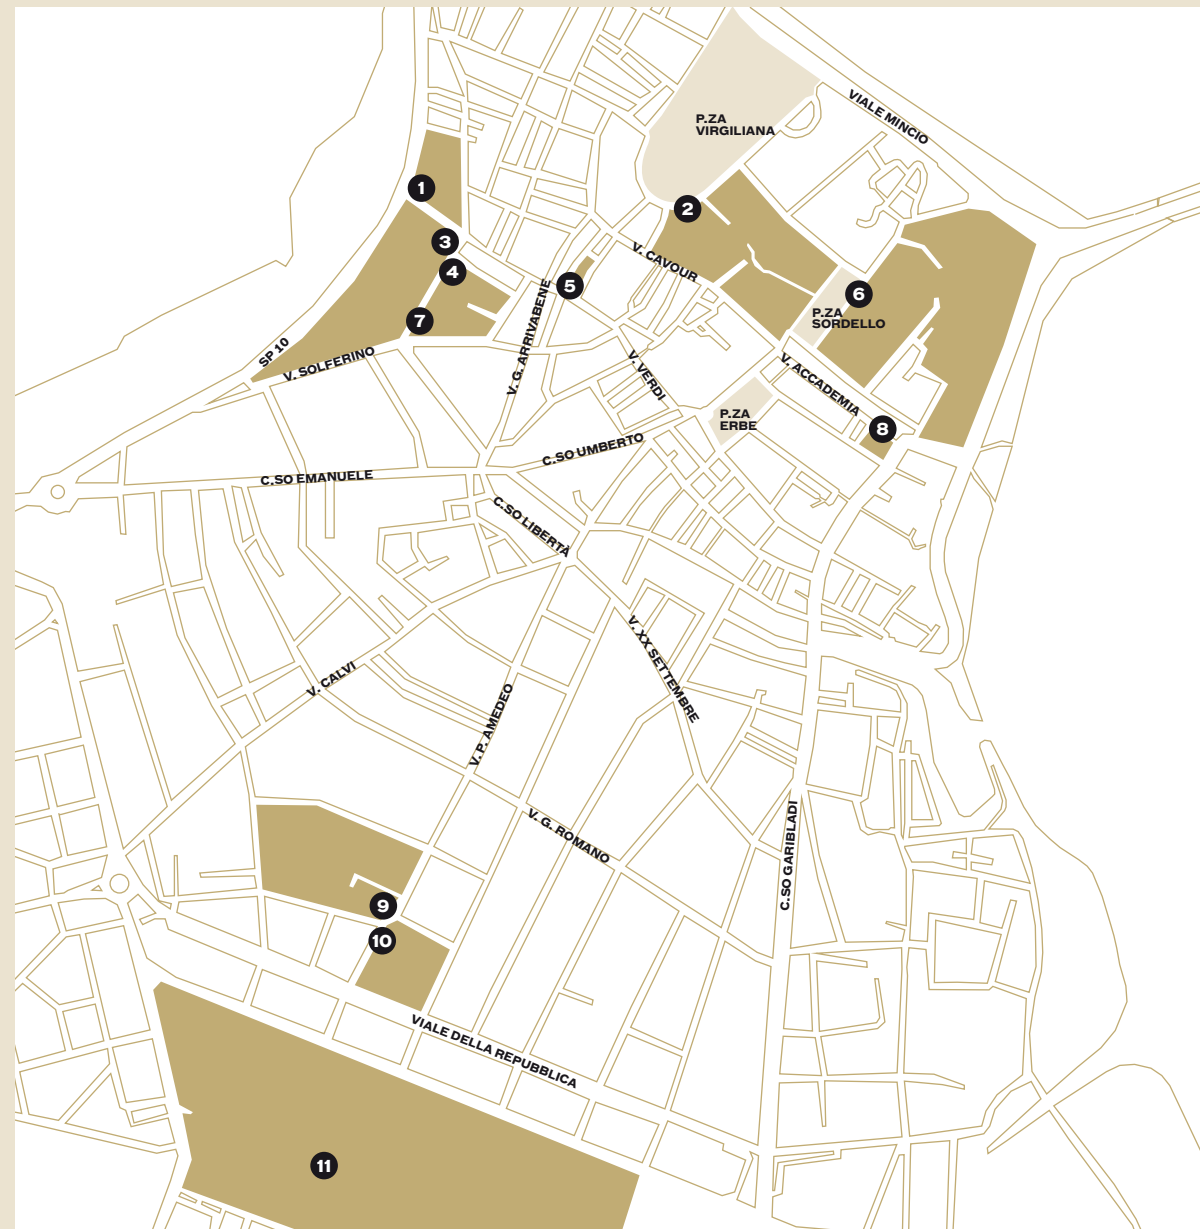 VIALE MINCIO
P.ZA
VIRGILIANA
1
2
3
V. CAVOUR
4
5
6
P.ZA
SORDELLO
7
V. G. ARRIVABENE
SP 10
V. SOLFERINO
V. VERDI
V. ACCADEMIA
P.ZA
ERBE
8
C.SO UMBERTO
C.SO EMANUELE
C.SO LIBERTÀ
V. XX SETTEMBRE
V. CALVI
V. P. AMEDEO
V. G. ROMANO
C.SO GARIBLADI
9
10
VIALE DELLA REPUBBLICA
11